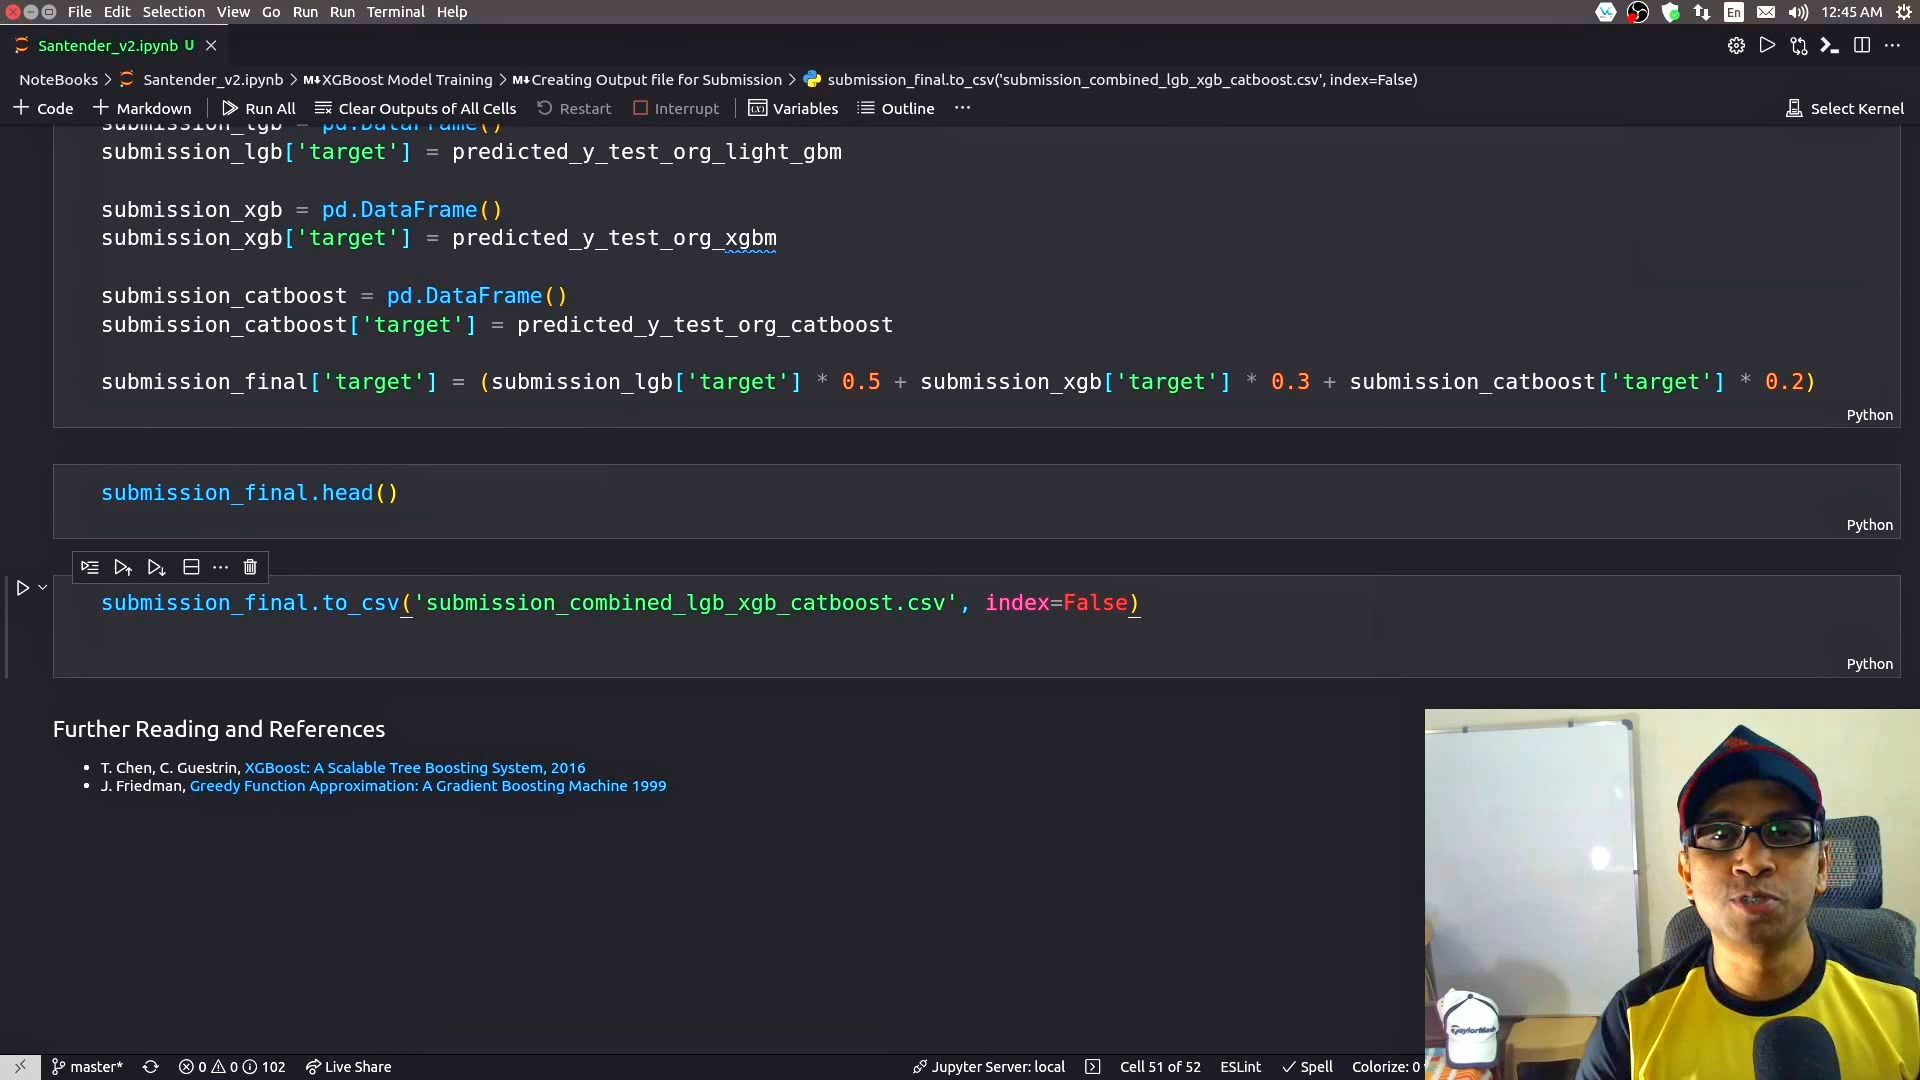 File Edit Selection View Go Run Run Terminal Help
En 12:45 AM
Santender_v2.ipynb U
NoteBooks > Santender_v2.ipynb > M↓XGBoost Model Training > M↓Creating Output file for Submission > submission_final.to_csv('submission_combined_lgb_xgb_catboost.csv', index=False)
+ Code + Markdown Run All Clear Outputs of All Cells Restart Interrupt Variables Outline ··· Select Kernel
submission_lgb = pd.DataFrame()
submission_lgb['target'] = predicted_y_test_org_light_gbm
submission_xgb = pd.DataFrame()
submission_xgb['target'] = predicted_y_test_org_xgbm
submission_catboost = pd.DataFrame()
submission_catboost['target'] = predicted_y_test_org_catboost
submission_final['target'] = (submission_lgb['target'] * 0.5 + submission_xgb['target'] * 0.3 + submission_catboost['target'] * 0.2)
Python
submission_final.head()
Python
submission_final.to_csv('submission_combined_lgb_xgb_catboost.csv', index=False)
Python
Further Reading and References
• T. Chen, C. Guestrin, XGBoost: A Scalable Tree Boosting System, 2016
• J. Friedman, Greedy Function Approximation: A Gradient Boosting Machine 1999
TaylorMade
master* 0 0 102 Live Share Jupyter Server: local Cell 51 of 52 ESLint Spell Colorize: 0